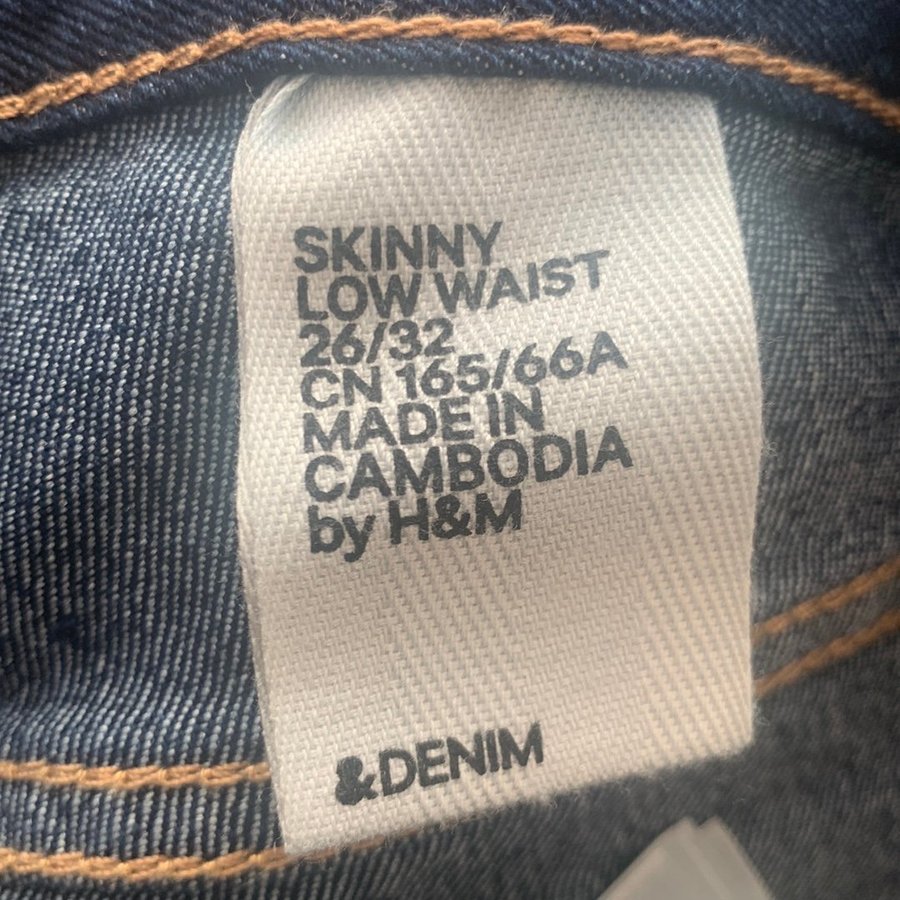 SKINNY
LOW WAIST
26/32
CN 165/66A
MADE IN
CAMBODIA
by H&M
&DENIM